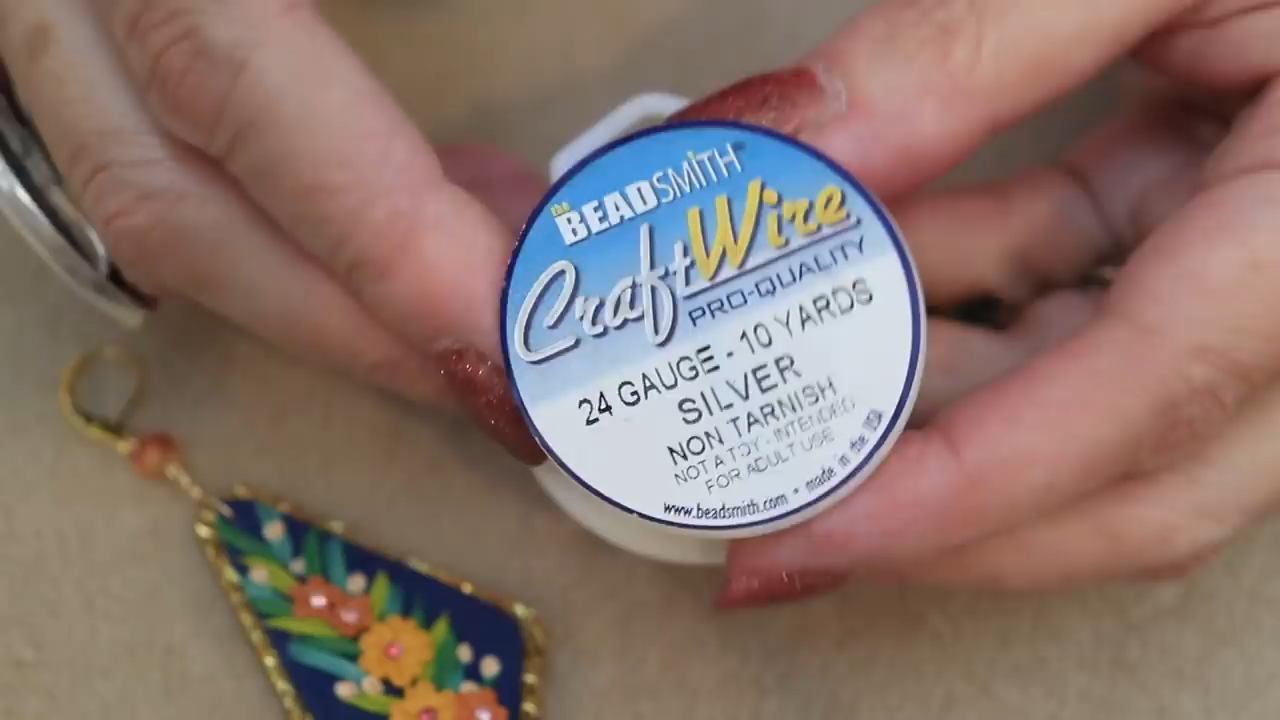 the BEADSMITH™
CraftWire
PRO-QUALITY
24 GAUGE - 10 YARDS
SILVER
NON TARNISH
NOT A TOY - INTENDED
FOR ADULT USE
www.beadsmith.com • made in the USA